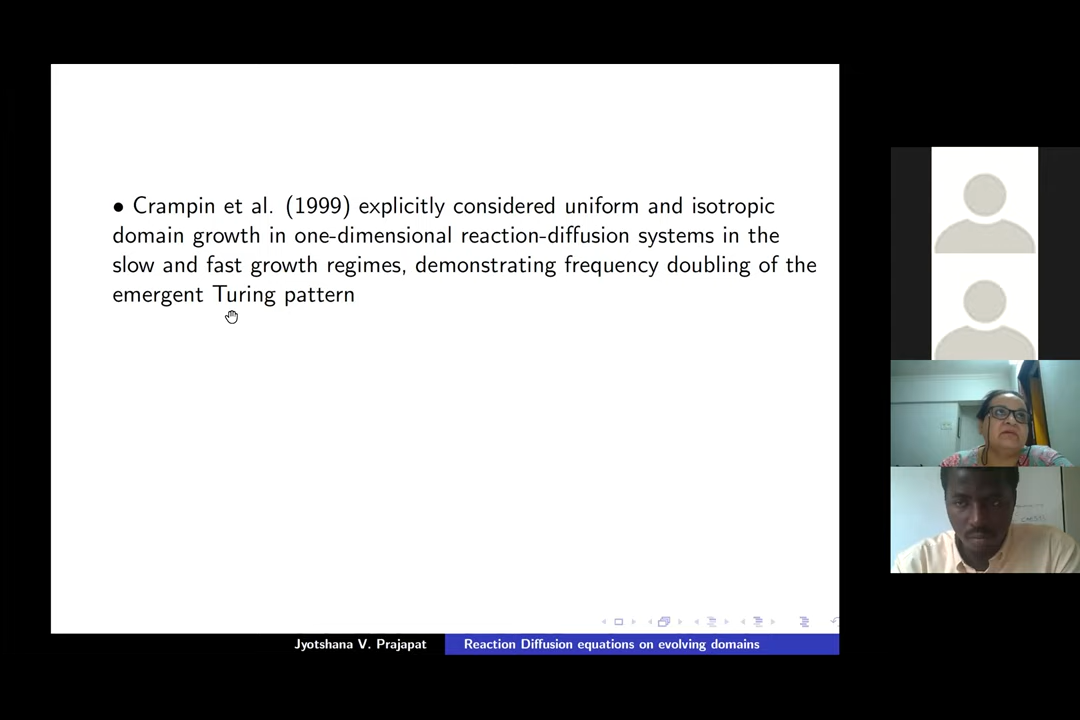 • Crampin et al. (1999) explicitly considered uniform and isotropic
domain growth in one-dimensional reaction-diffusion systems in the
slow and fast growth regimes, demonstrating frequency doubling of the
emergent Turing pattern
Jyotshana V. Prajapat
Reaction Diffusion equations on evolving domains